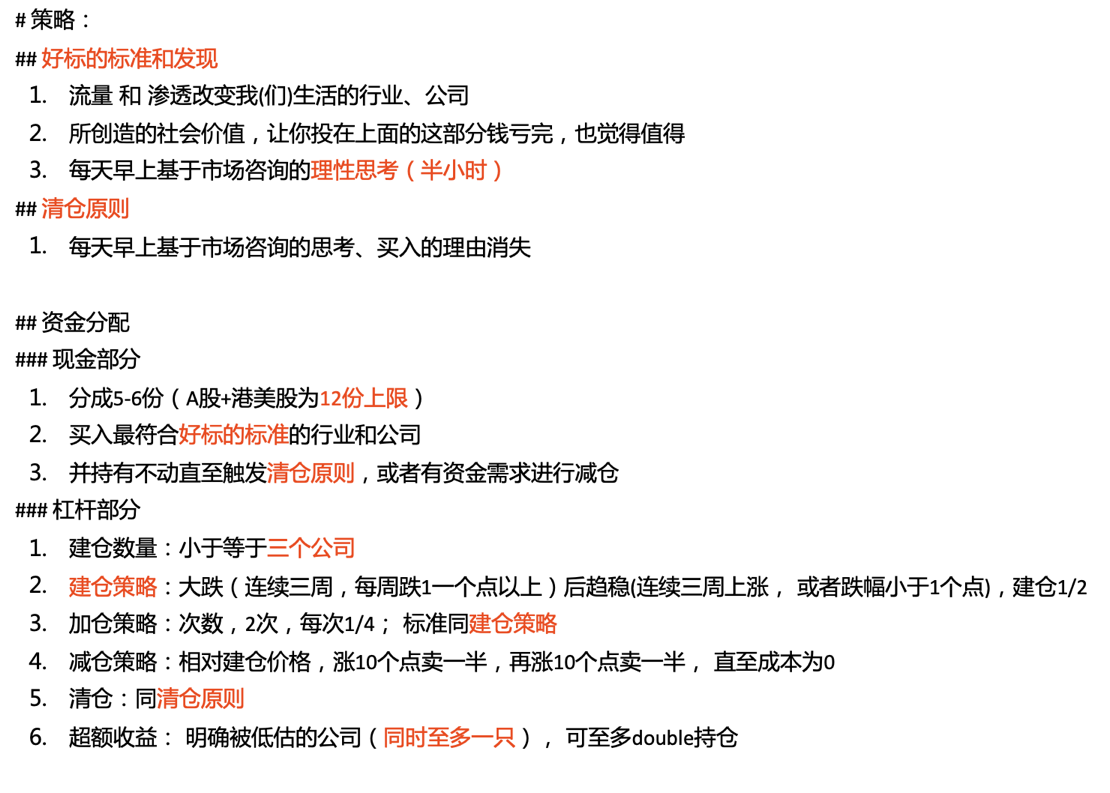 # 策略：
## 好标的标准和发现
1. 流量 和 渗透改变我(们)生活的行业、公司
2. 所创造的社会价值，让你投在上面的这部分钱亏完，也觉得值得
3. 每天早上基于市场咨询的理性思考（半小时）
## 清仓原则
1. 每天早上基于市场咨询的思考、买入的理由消失
## 资金分配
### 现金部分
1. 分成5-6份（A股+港美股为12份上限）
2. 买入最符合好标的标准的行业和公司
3. 并持有不动直至触发清仓原则，或者有资金需求进行减仓
### 杠杆部分
1. 建仓数量：小于等于三个公司
2. 建仓策略：大跌（连续三周，每周跌1一个点以上）后趋稳(连续三周上涨， 或者跌幅小于1个点)，建仓1/2
3. 加仓策略：次数，2次，每次1/4； 标准同建仓策略
4. 减仓策略：相对建仓价格，涨10个点卖一半，再涨10个点卖一半， 直至成本为0
5. 清仓：同清仓原则
6. 超额收益： 明确被低估的公司（同时至多一只）， 可至多double持仓